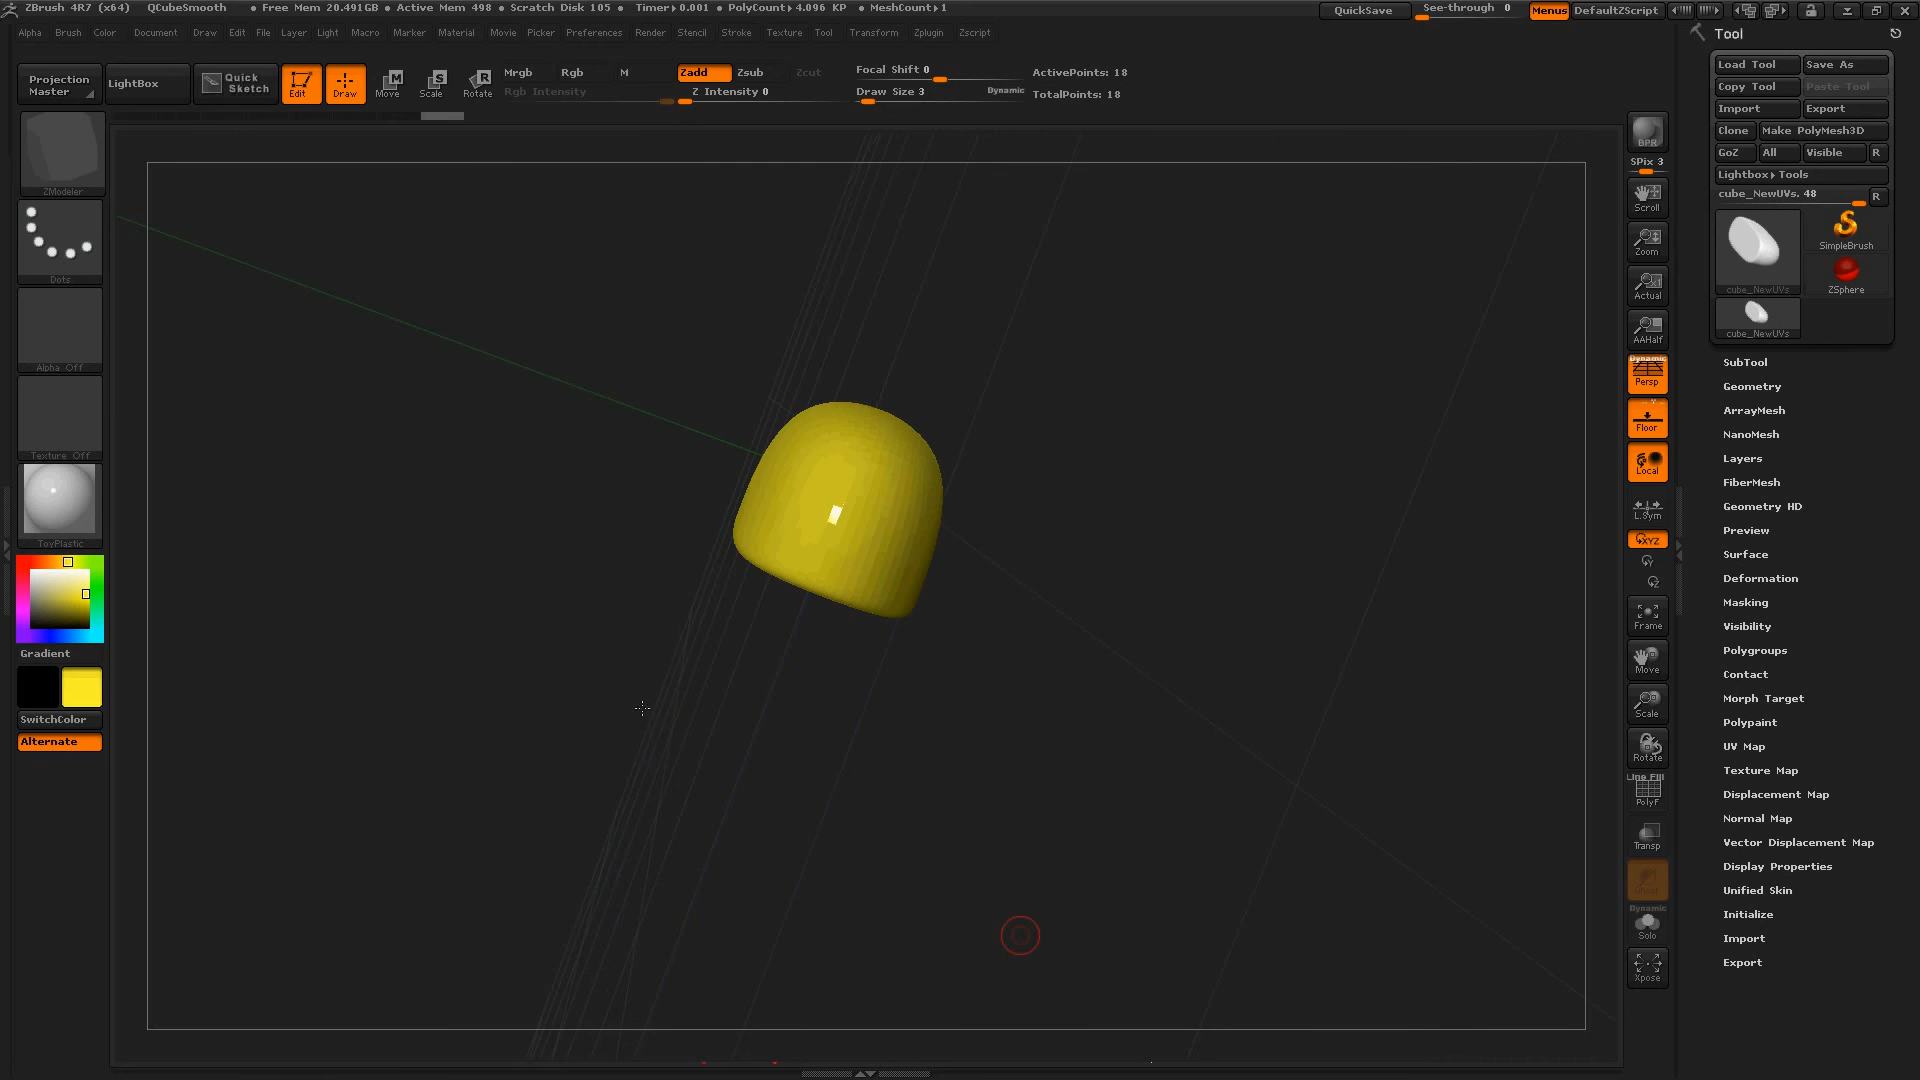 ZBrush 4R7 (x64) QCubeSmooth • Free Mem 20.491GB • Active Mem 498 • Scratch Disk 105 • Timer▸0.001 • PolyCount▸4.096 KP • MeshCount▸1 QuickSave See-through 0 Menus DefaultZScript
Alpha Brush Color Document Draw Edit File Layer Light Macro Marker Material Movie Picker Preferences Render Stencil Stroke Texture Tool Transform Zplugin Zscript
Projection Master
LightBox
Quick Sketch
Edit
Draw
Move
Scale
Rotate
Mrgb Rgb M
Rgb Intensity
Zadd Zsub Zcut
Z Intensity 0
Focal Shift 0
Draw Size 3 Dynamic
ActivePoints: 18
TotalPoints: 18
ZModeler
Dots
Alpha Off
Texture Off
ToyPlastic
Gradient
SwitchColor
Alternate
BPR
SPix 3
Scroll
Zoom
Actual
AAHalf
Dynamic
Persp
Floor
Local
L.Sym
XYZ
Frame
Move
Scale
Rotate
Line Fill
PolyF
Transp
Ghost
Dynamic
Solo
Xpose
Tool
Load Tool Save As
Copy Tool Paste Tool
Import Export
Clone Make PolyMesh3D
GoZ All Visible R
Lightbox▸Tools
cube_NewUVs. 48 R
cube_NewUVs
SimpleBrush
ZSphere
cube_NewUVs
SubTool
Geometry
ArrayMesh
NanoMesh
Layers
FiberMesh
Geometry HD
Preview
Surface
Deformation
Masking
Visibility
Polygroups
Contact
Morph Target
Polypaint
UV Map
Texture Map
Displacement Map
Normal Map
Vector Displacement Map
Display Properties
Unified Skin
Initialize
Import
Export